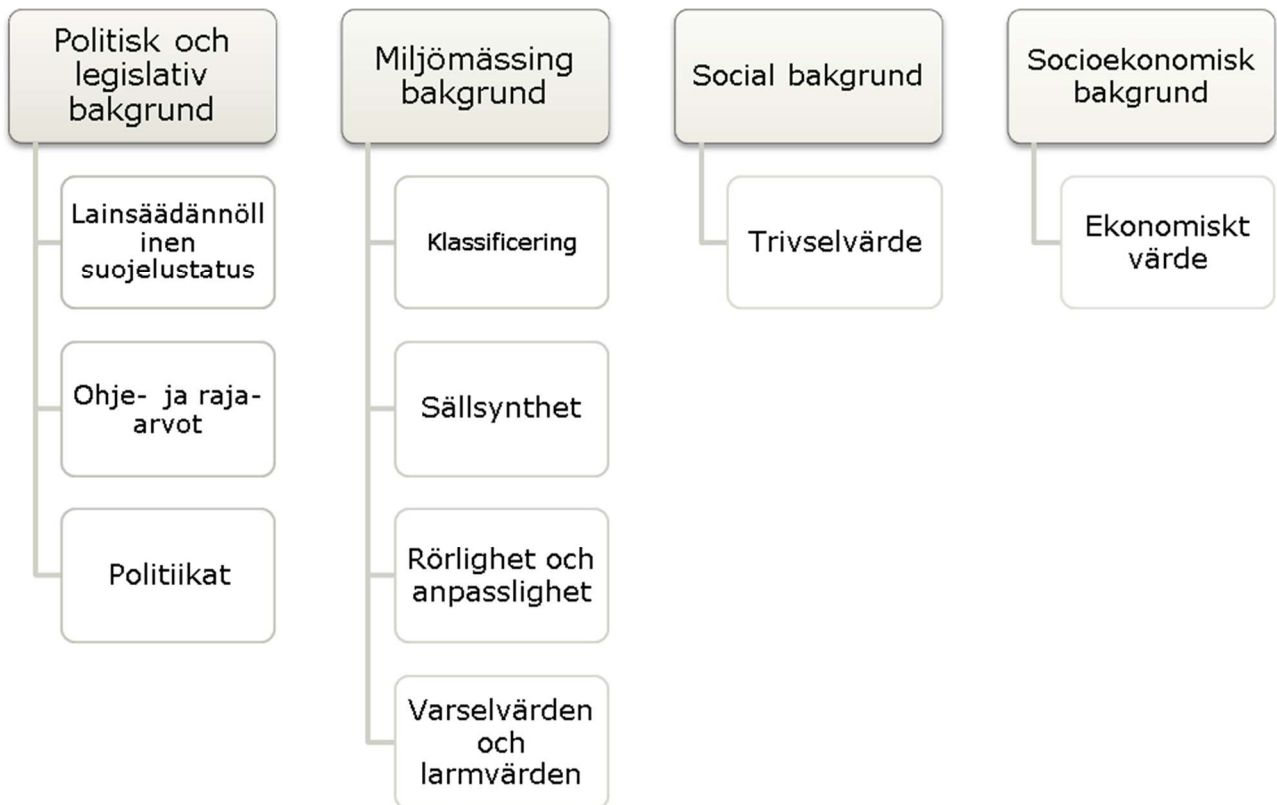 Politisk och
legislativ
bakgrund
Lainsäädännöll
inen
suojelustatus
Ohje- ja raja-
arvot
Politiikat
Miljömässing
bakgrund
Klassificering
Sällsynthet
Rörlighet och
anpasslighet
Varselvärden
och
larmvärden
Social bakgrund
Trivselvärde
Socioekonomisk
bakgrund
Ekonomiskt
värde